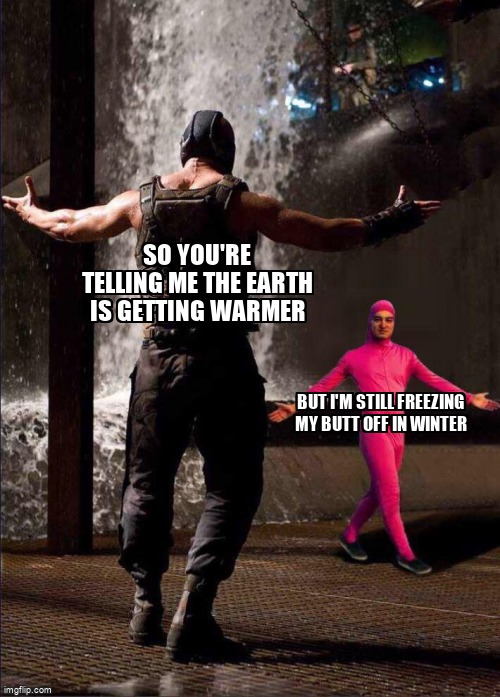 SO YOU'RE
TELLING ME THE EARTH
IS GETTING WARMER
BUT I'M STILL FREEZING
MY BUTT OFF IN WINTER
imgflip.com